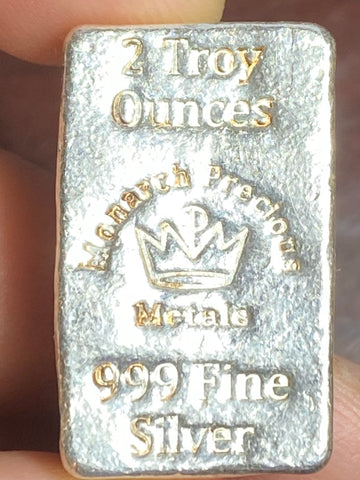 2 Troy
Ounces
Monarch Precious
Metals
999 Fine
Silver